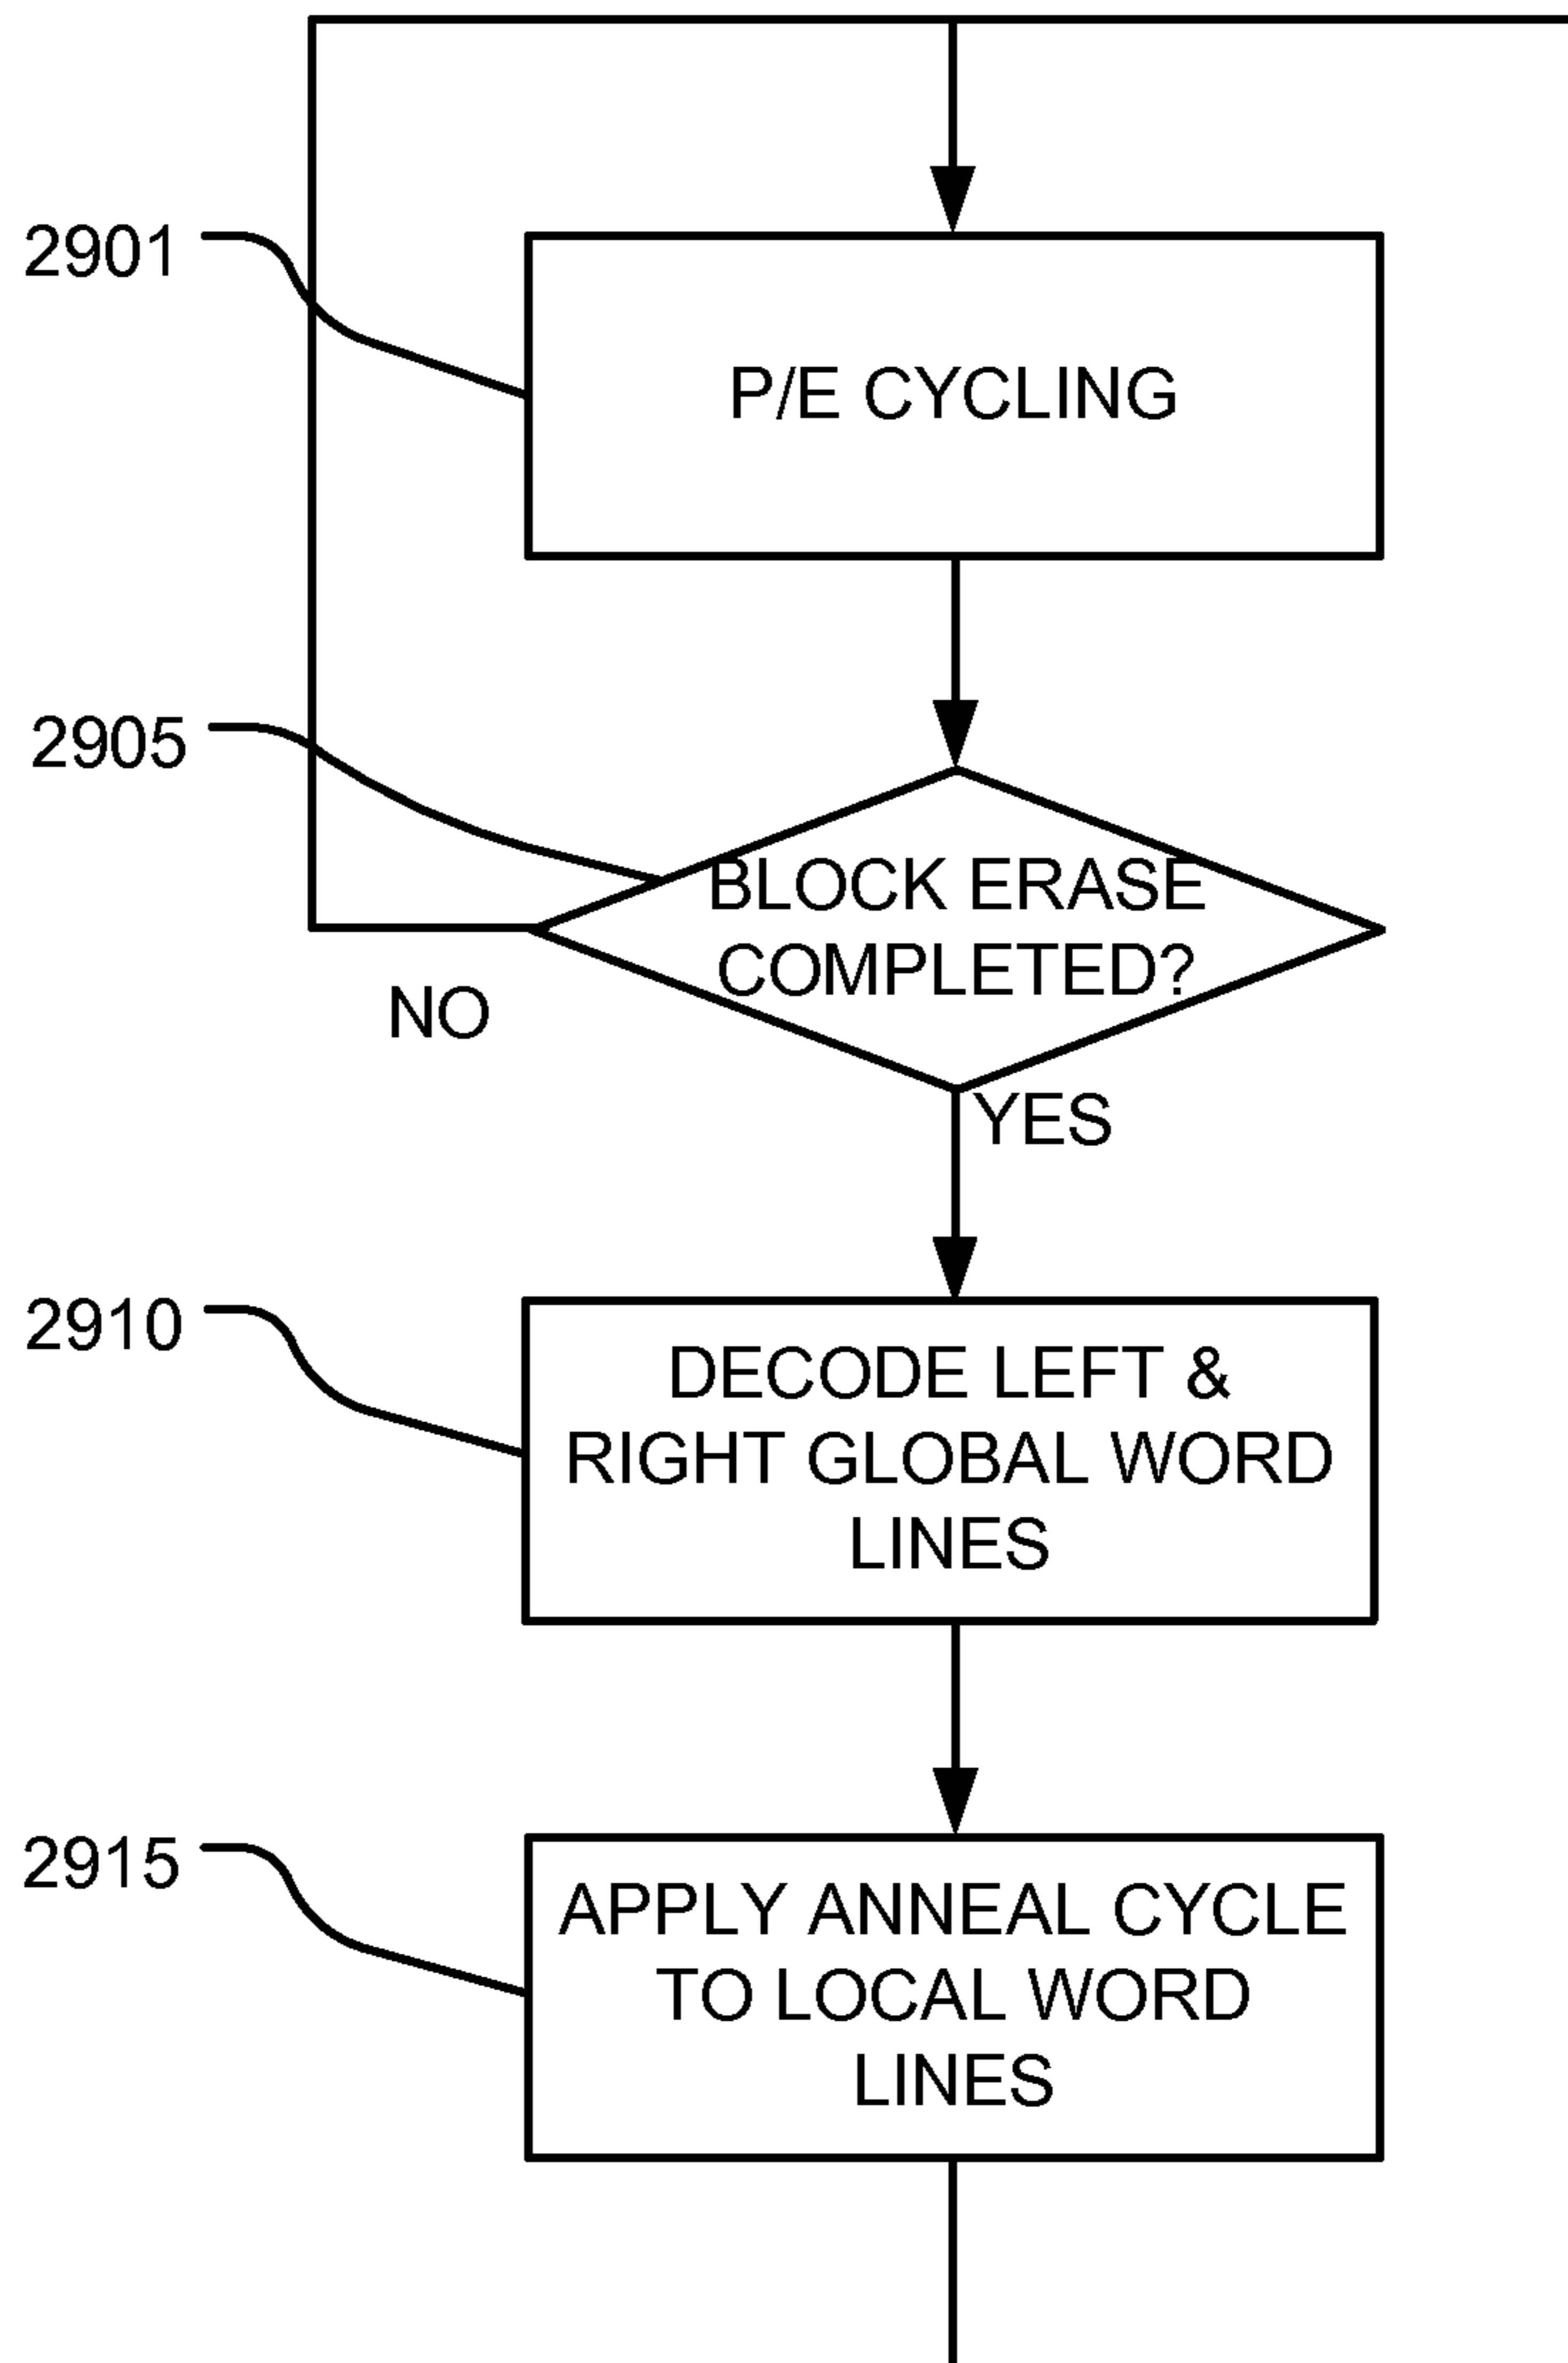 2901
P/E CYCLING
2905
BLOCK ERASE
COMPLETED?
NO
YES
2910
DECODE LEFT &
RIGHT GLOBAL WORD
LINES
2915
APPLY ANNEAL CYCLE
TO LOCAL WORD
LINES